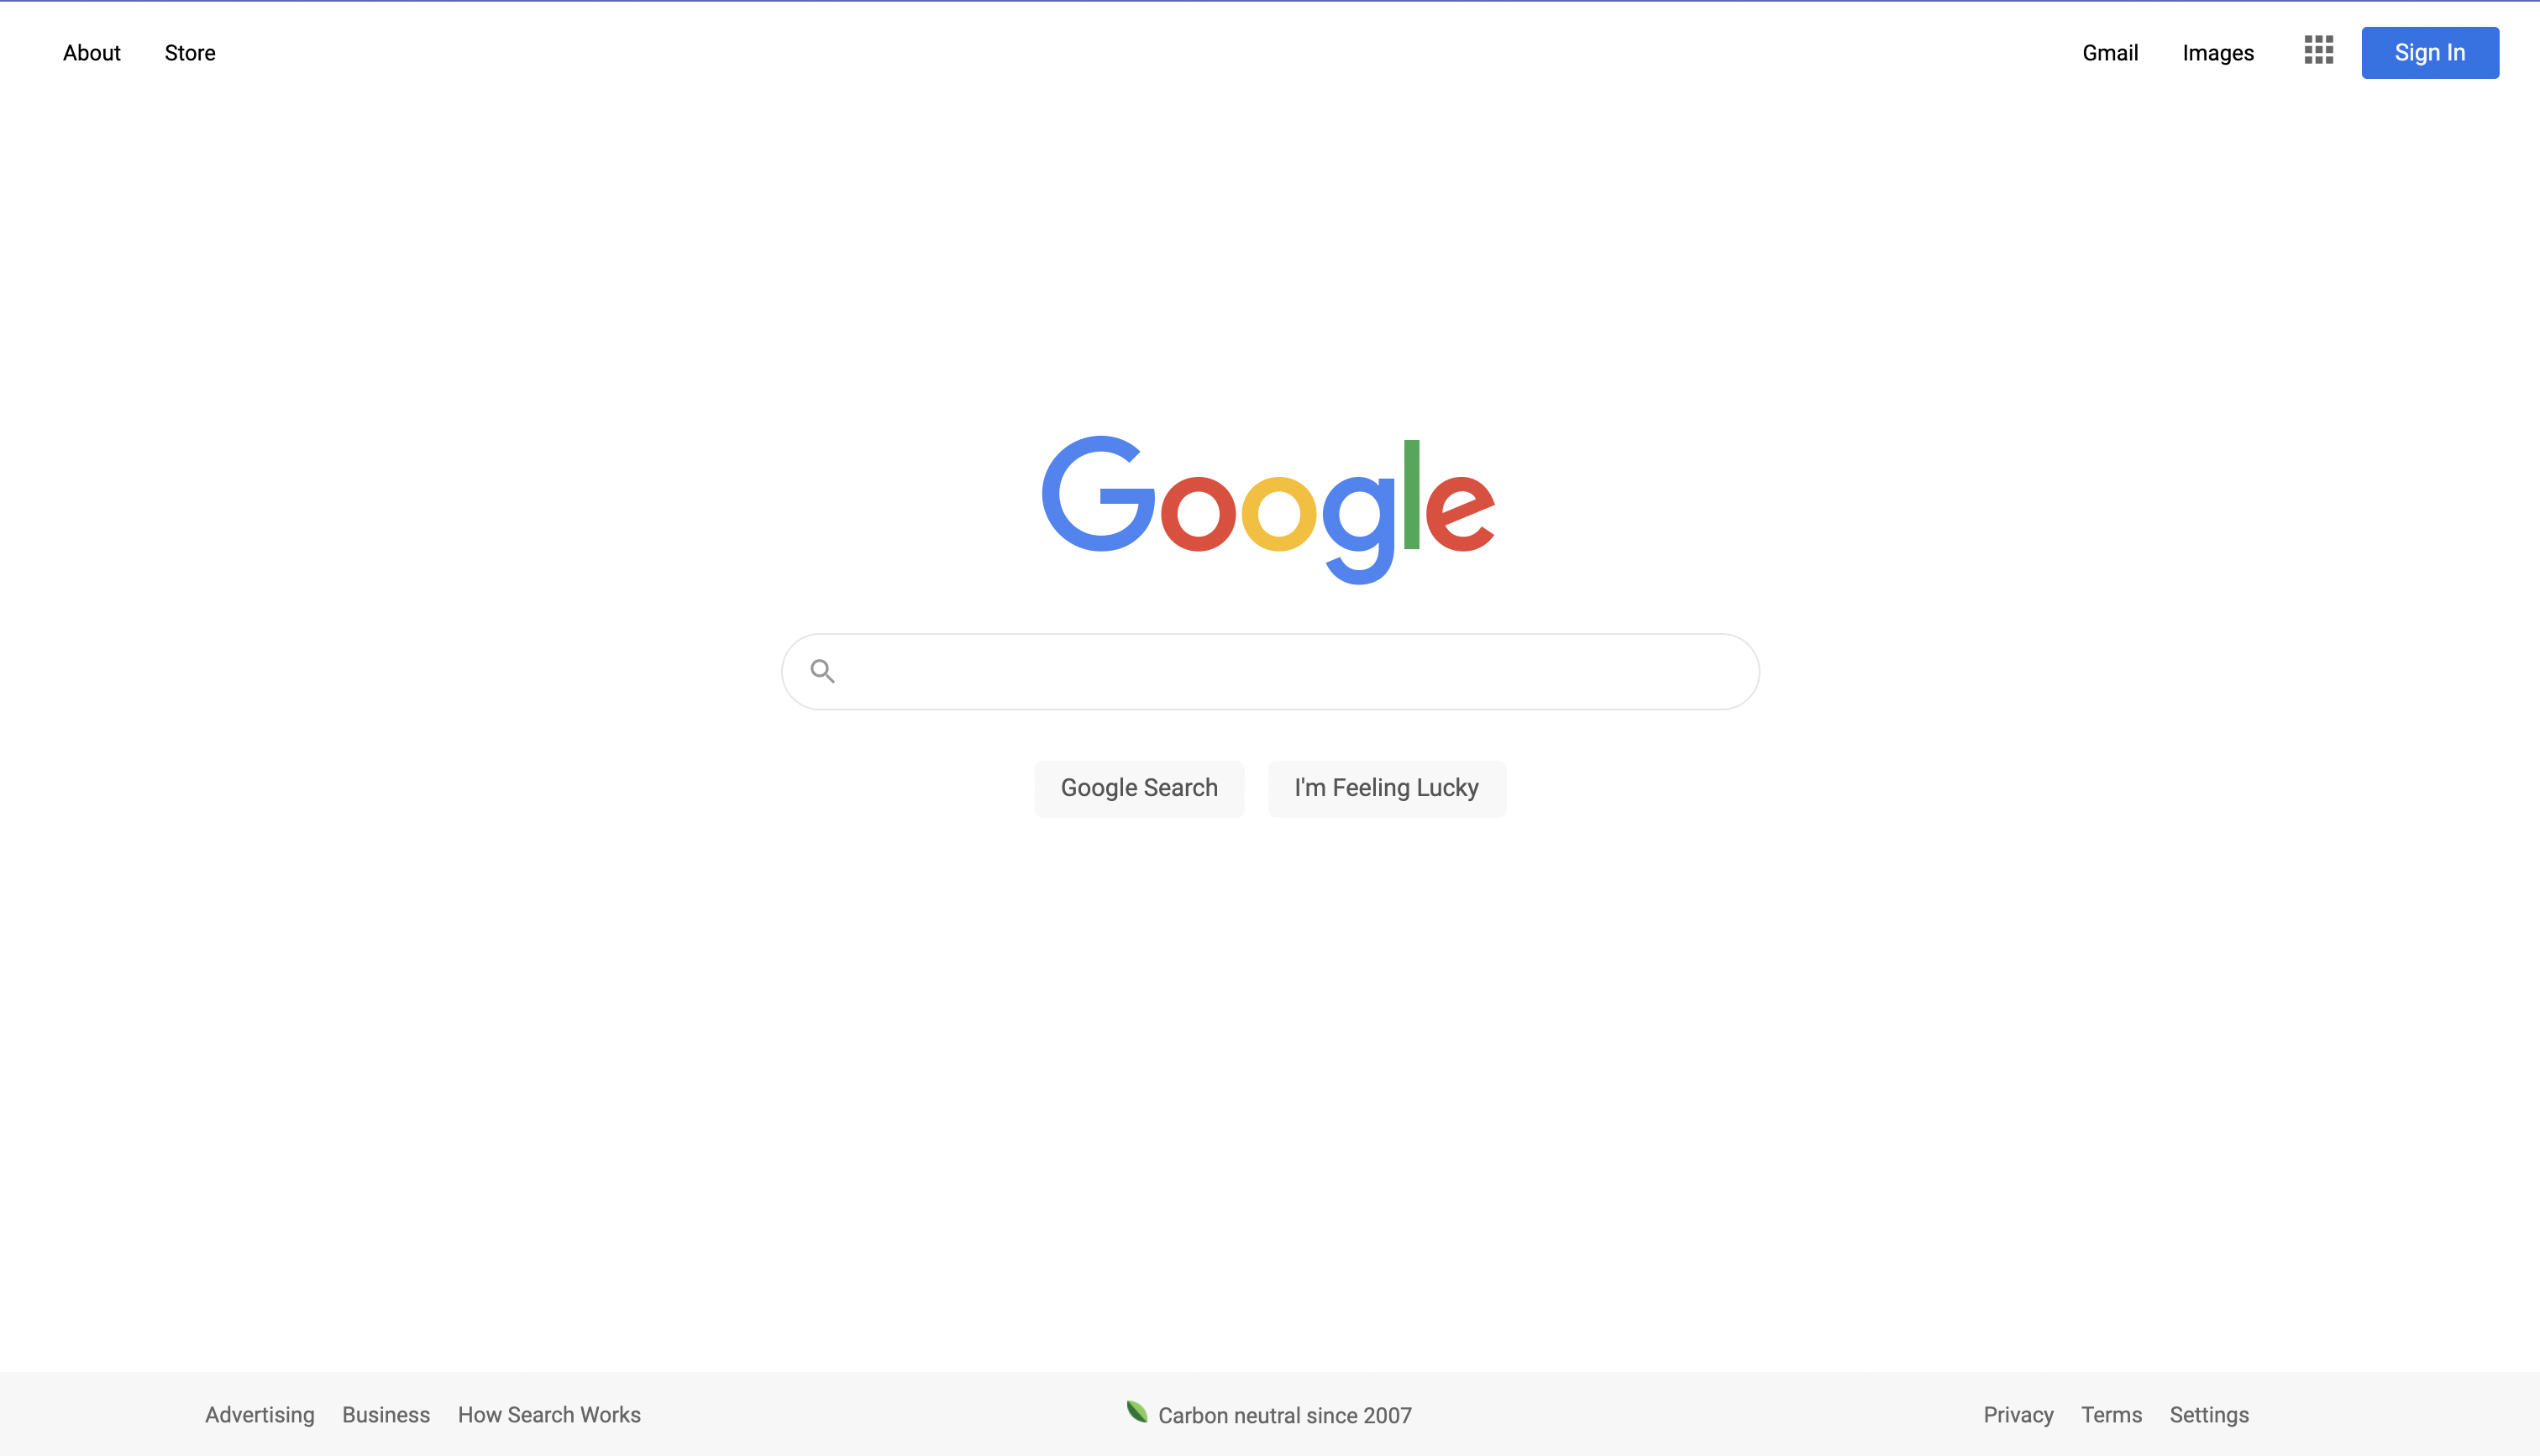 About Store Gmail Images Sign In
Google
Google Search I'm Feeling Lucky
Advertising Business How Search Works Carbon neutral since 2007 Privacy Terms Settings